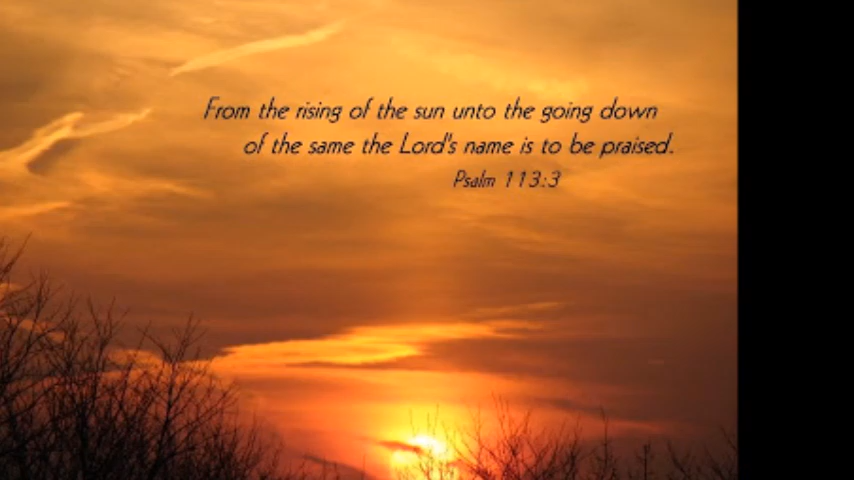 From the rising of the sun unto the going down
of the same the Lord's name is to be praised.
Psalm 113:3